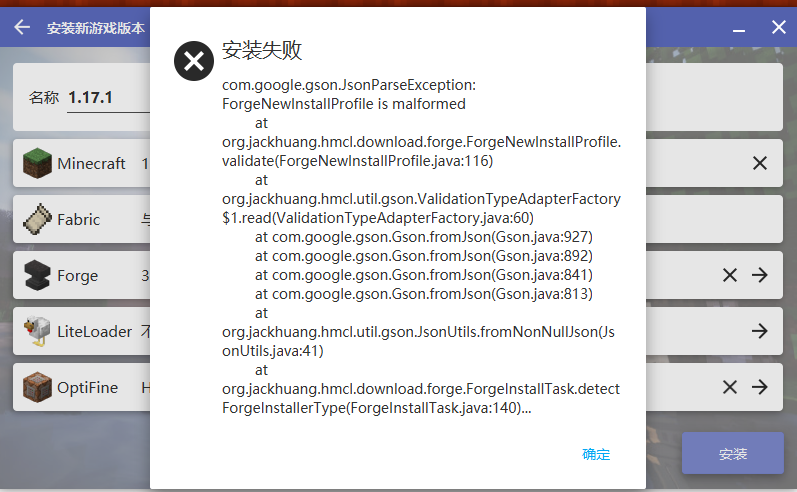 安装新游戏版本
安装失败
com.google.gson.JsonParseException:
ForgeNewInstallProfile is malformed
at
org.jackhuang.hmcl.download.forge.ForgeNewInstallProfile.
validate(ForgeNewInstallProfile.java:116)
at
org.jackhuang.hmcl.util.gson.ValidationTypeAdapterFactory
$1.read(ValidationTypeAdapterFactory.java:60)
at com.google.gson.Gson.fromJson(Gson.java:927)
at com.google.gson.Gson.fromJson(Gson.java:892)
at com.google.gson.Gson.fromJson(Gson.java:841)
at com.google.gson.Gson.fromJson(Gson.java:813)
at
org.jackhuang.hmcl.util.gson.JsonUtils.fromNonNullJson(Js
onUtils.java:41)
at
org.jackhuang.hmcl.download.forge.ForgeInstallTask.detect
ForgeInstallerType(ForgeInstallTask.java:140)...
确定
名称 1.17.1
Minecraft 1
Fabric 与
Forge 3
LiteLoader 不
OptiFine H
安装